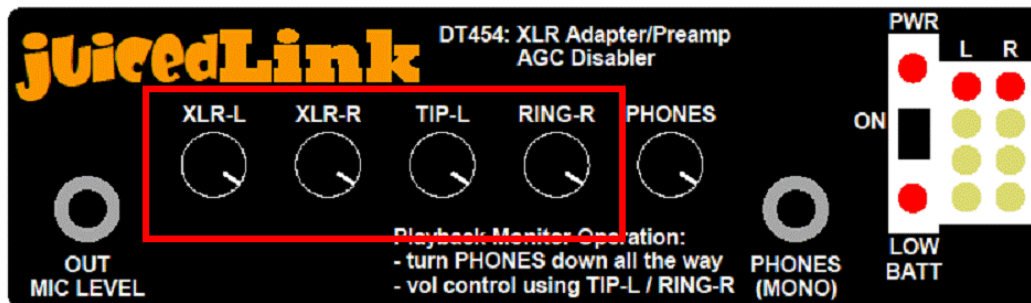 juicedLink
DT454: XLR Adapter/Preamp
AGC Disabler
PWR
L R
XLR-L XLR-R TIP-L RING-R PHONES
ON
Playback Monitor Operation:
- turn PHONES down all the way
- vol control using TIP-L / RING-R
OUT
MIC LEVEL
PHONES
(MONO)
LOW
BATT